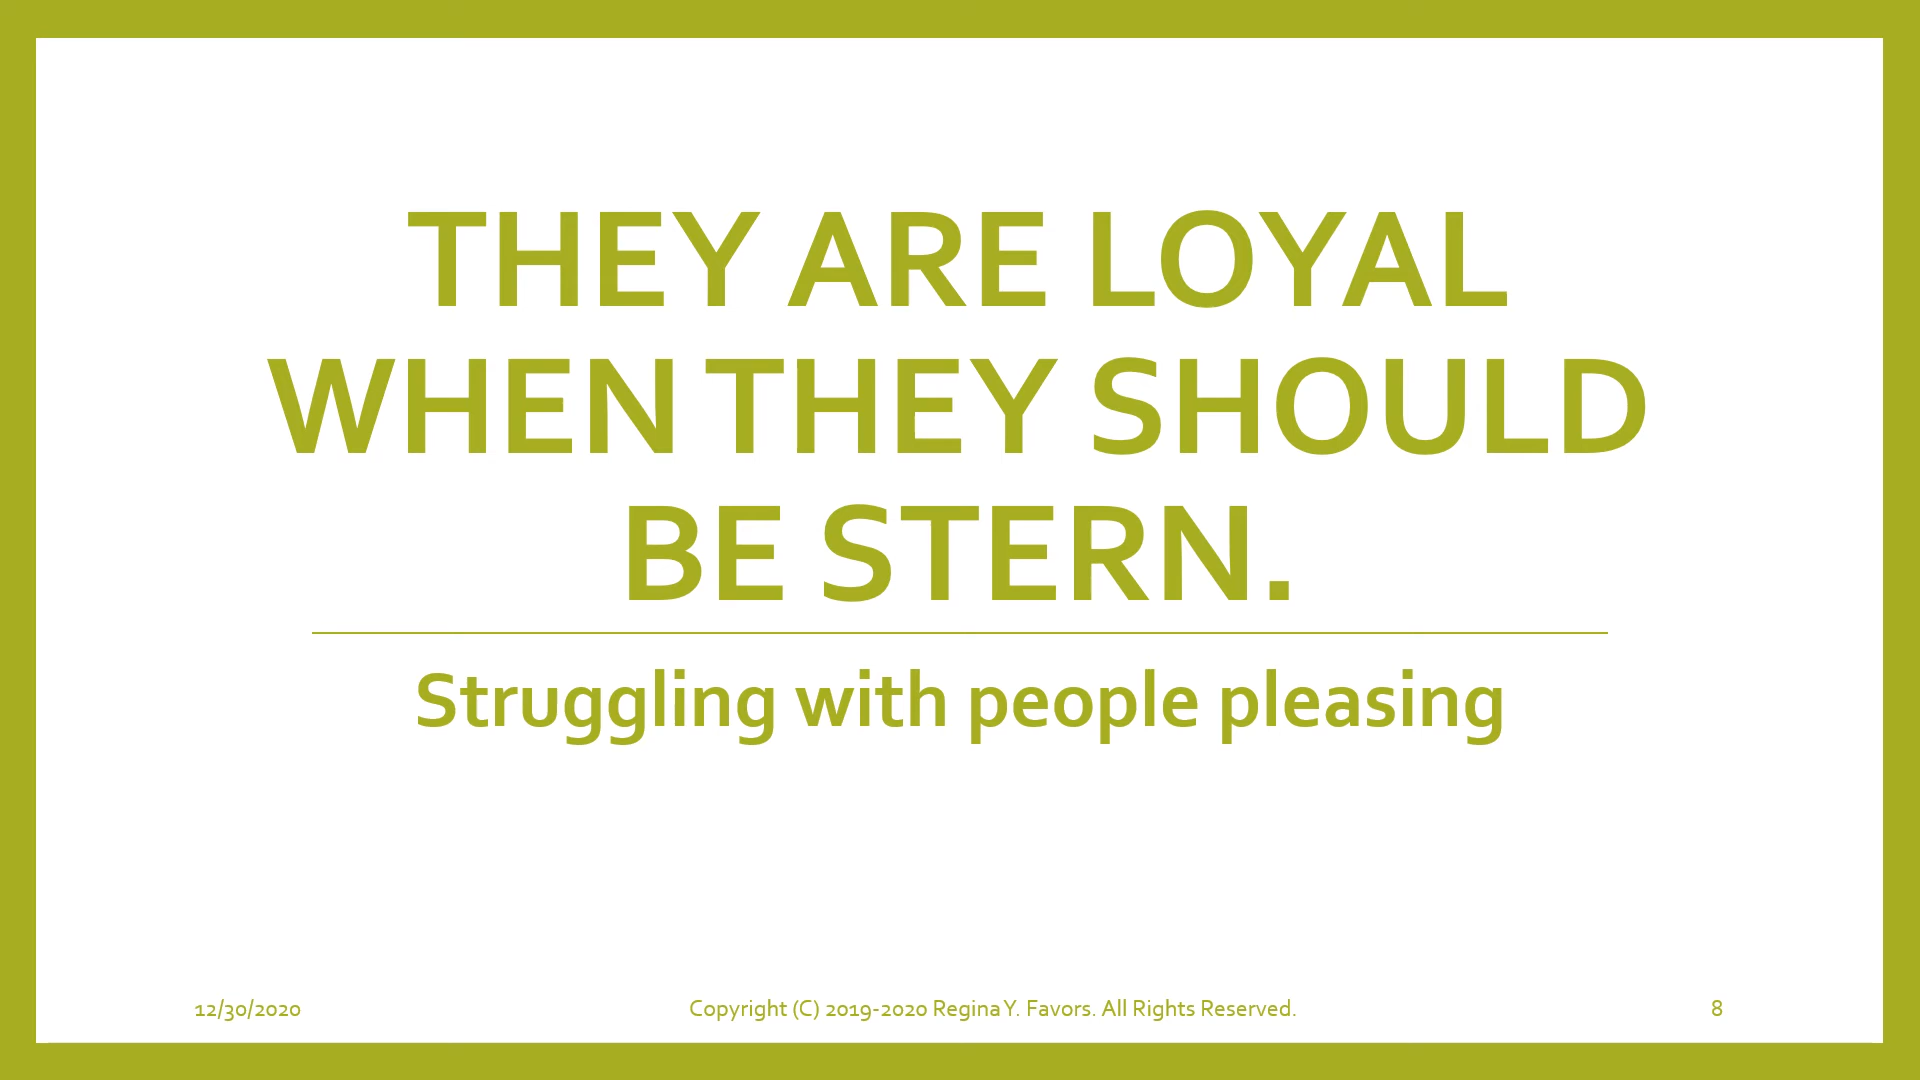 THEY ARE LOYAL
WHEN THEY SHOULD
BE STERN.
Struggling with people pleasing
12/30/2020
Copyright (C) 2019-2020 Regina Y. Favors. All Rights Reserved.
8